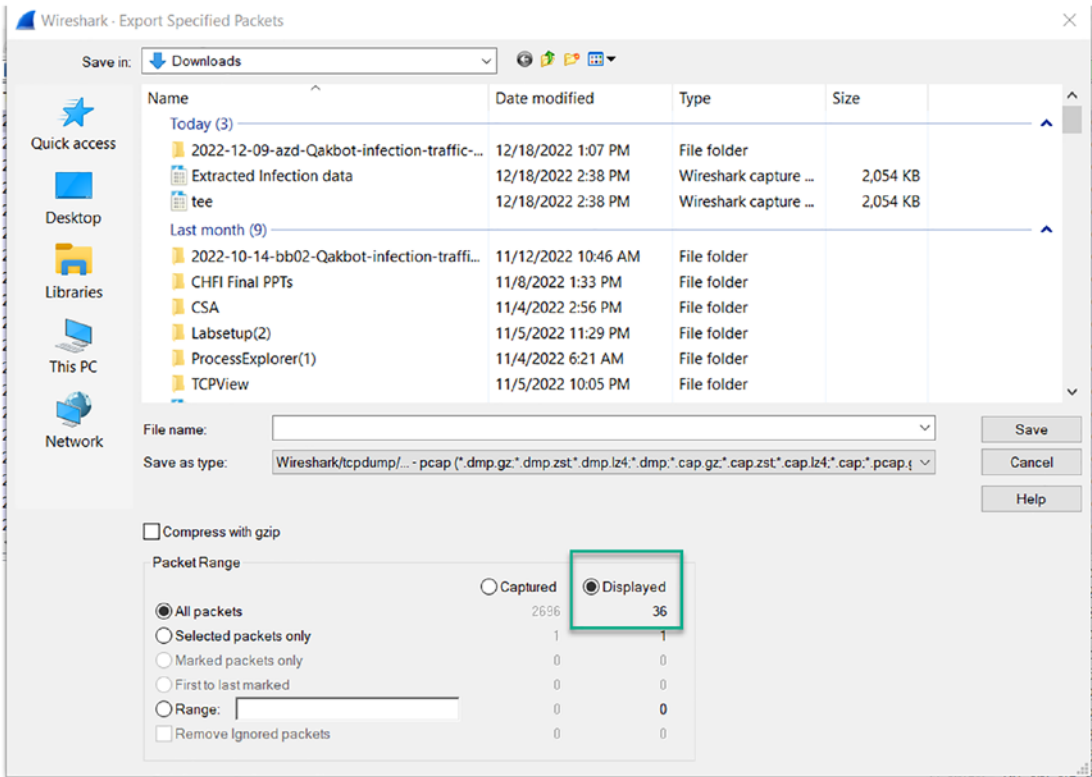 Wireshark · Export Specified Packets
Save in: Downloads
Name Date modified Type Size
Today (3)
2022-12-09-azd-Qakbot-infection-traffic-... 12/18/2022 1:07 PM File folder
Extracted Infection data 12/18/2022 2:38 PM Wireshark capture ... 2,054 KB
tee 12/18/2022 2:38 PM Wireshark capture ... 2,054 KB
Last month (9)
2022-10-14-bb02-Qakbot-infection-traffi... 11/12/2022 10:46 AM File folder
CHFI Final PPTs 11/8/2022 1:33 PM File folder
CSA 11/4/2022 2:56 PM File folder
Labsetup(2) 11/5/2022 11:29 PM File folder
ProcessExplorer(1) 11/4/2022 6:21 AM File folder
TCPView 11/5/2022 10:05 PM File folder
Quick access
Desktop
Libraries
This PC
Network
File name: Save
Save as type: Wireshark/tcpdump/... - pcap (*.dmp.gz;*.dmp.zst;*.dmp.lz4;*.dmp;*.cap.gz;*.cap.zst;*.cap.lz4;*.cap;*.pcap.g Cancel
Help
Compress with gzip
Packet Range
Captured Displayed
All packets 2696 36
Selected packets only 1 1
Marked packets only 0 0
First to last marked 0 0
Range: 0 0
Remove Ignored packets 0 0